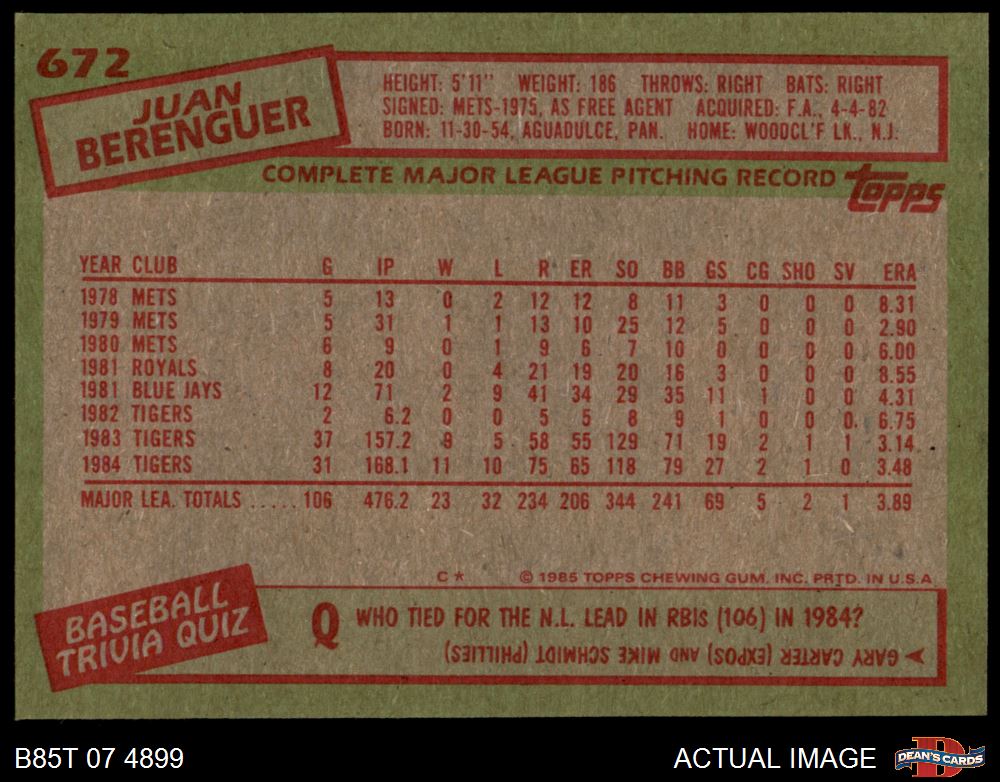 672
JUAN
BERENGUER
HEIGHT: 5'11" WEIGHT: 186 THROWS: RIGHT BATS: RIGHT
SIGNED: METS-1975, AS FREE AGENT ACQUIRED: F.A., 4-4-82
BORN: 11-30-54, AGUADULCE, PAN. HOME: WOODCL'F LK., N.J.
COMPLETE MAJOR LEAGUE PITCHING RECORD
Topps
YEAR CLUB G IP W L R ER SO BB GS CG SHO SV ERA
1978 METS 5 13 0 2 12 12 8 11 3 0 0 0 8.31
1979 METS 5 31 1 1 13 10 25 12 5 0 0 0 2.90
1980 METS 6 9 0 1 9 6 7 10 0 0 0 0 6.00
1981 ROYALS 8 20 0 4 21 19 20 16 3 0 0 0 8.55
1981 BLUE JAYS 12 71 2 9 41 34 29 35 11 1 0 0 4.31
1982 TIGERS 2 6.2 0 0 5 5 8 9 1 0 0 0 6.75
1983 TIGERS 37 157.2 9 5 58 55 129 71 19 2 1 1 3.14
1984 TIGERS 31 168.1 11 10 75 65 118 79 27 2 1 0 3.48
MAJOR LEA. TOTALS ..... 106 476.2 23 32 234 206 344 241 69 5 2 1 3.89
C* © 1985 TOPPS CHEWING GUM, INC. PRTD. IN U.S.A.
BASEBALL
TRIVIA QUIZ
Q WHO TIED FOR THE N.L. LEAD IN RBIs (106) IN 1984?
GARY CARTER (EXPOS) AND MIKE SCHMIDT (PHILLIES)
B85T 07 4899 ACTUAL IMAGE
D
DEAN'S CARDS